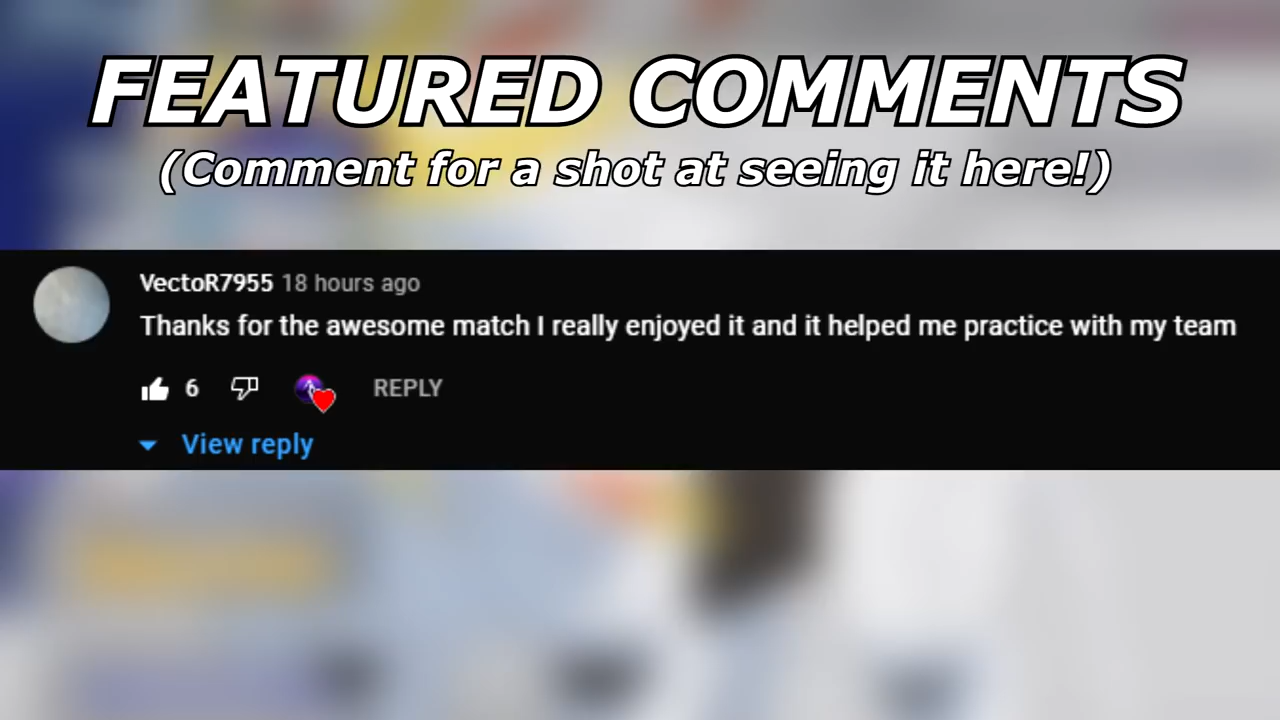 FEATURED COMMENTS
(Comment for a shot at seeing it here!)
VectoR7955 18 hours ago
Thanks for the awesome match I really enjoyed it and it helped me practice with my team
6 REPLY
View reply